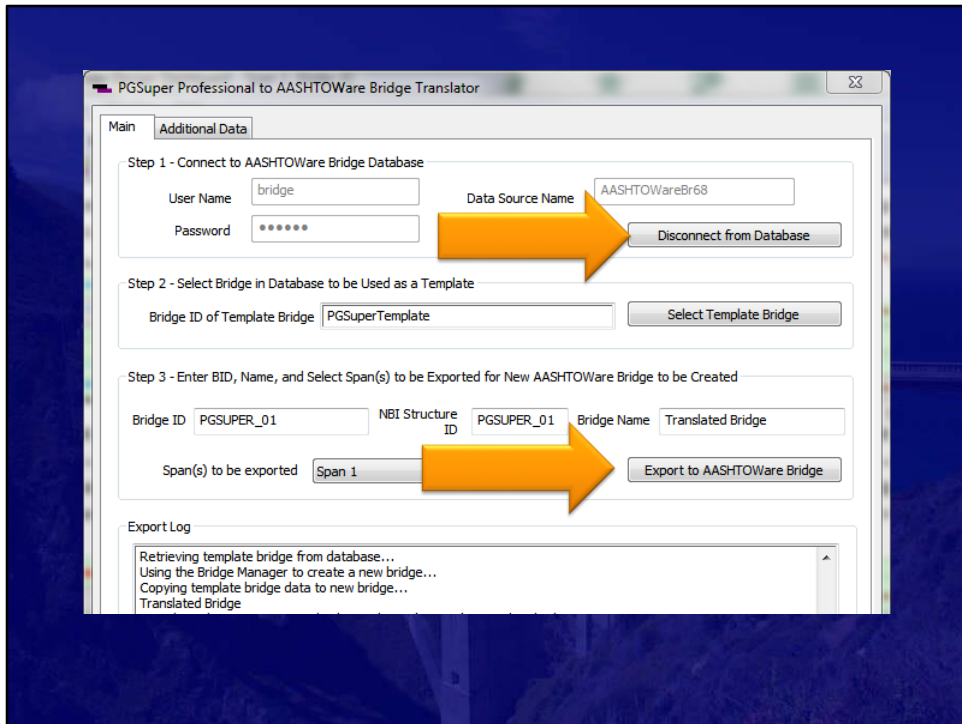 PGSuper Professional to AASHTOWare Bridge Translator
Main Additional Data
Step 1 - Connect to AASHTOWare Bridge Database
User Name bridge Data Source Name AASHTOWareBr68
Password •••••• Disconnect from Database
Step 2 - Select Bridge in Database to be Used as a Template
Bridge ID of Template Bridge PGSuperTemplate Select Template Bridge
Step 3 - Enter BID, Name, and Select Span(s) to be Exported for New AASHTOWare Bridge to be Created
Bridge ID PGSUPER_01 NBI Structure ID PGSUPER_01 Bridge Name Translated Bridge
Span(s) to be exported Span 1 Export to AASHTOWare Bridge
Export Log
Retrieving template bridge from database...
Using the Bridge Manager to create a new bridge...
Copying template bridge data to new bridge...
Translated Bridge